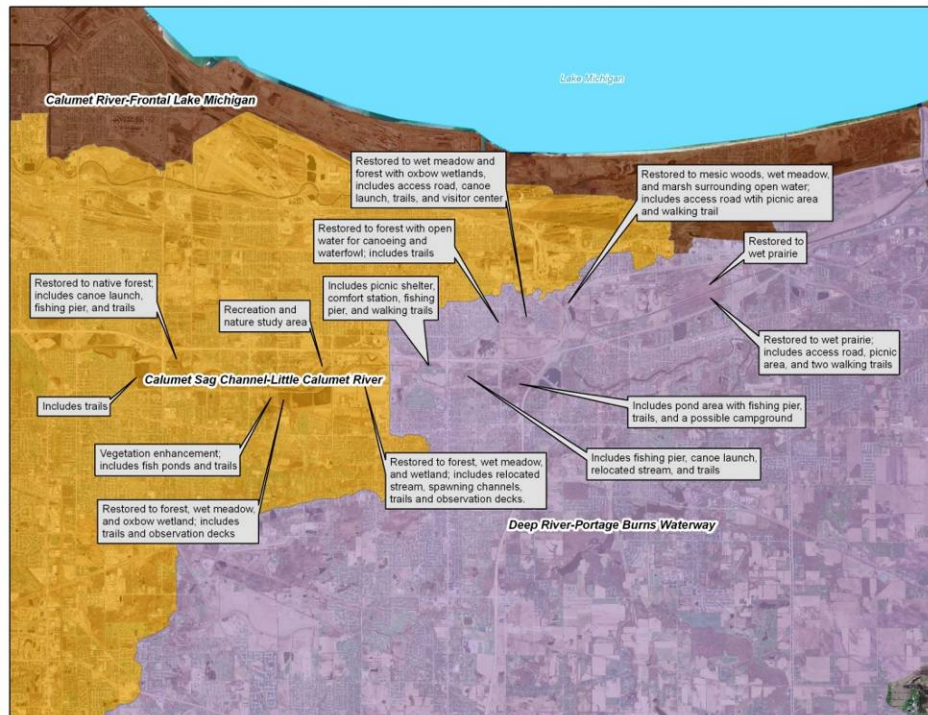 Lake Michigan
Calumet River-Frontal Lake Michigan
Restored to wet meadow and
forest with oxbow wetlands,
includes access road, canoe
launch, trails, and visitor center
Restored to mesic woods, wet meadow,
and marsh surrounding open water;
includes access road wtih picnic area
and walking trail
Restored to forest with open
water for canoeing and
waterfowl; includes trails
Restored to
wet prairie
Restored to native forest;
includes canoe launch,
fishing pier, and trails
Recreation and
nature study area
Includes picnic shelter,
comfort station, fishing
pier, and walking trails
Restored to wet prairie;
includes access road, picnic
area, and two walking trails
Calumet Sag Channel-Little Calumet River
Includes trails
Includes pond area with fishing pier,
trails, and a possible campground
Vegetation enhancement;
includes fish ponds and trails
Restored to forest, wet meadow,
and wetland; includes relocated
stream, spawning channels,
trails and observation decks.
Includes fishing pier, canoe launch,
relocated stream, and trails
Restored to forest, wet meadow,
and oxbow wetland; includes
trails and observation decks
Deep River-Portage Burns Waterway